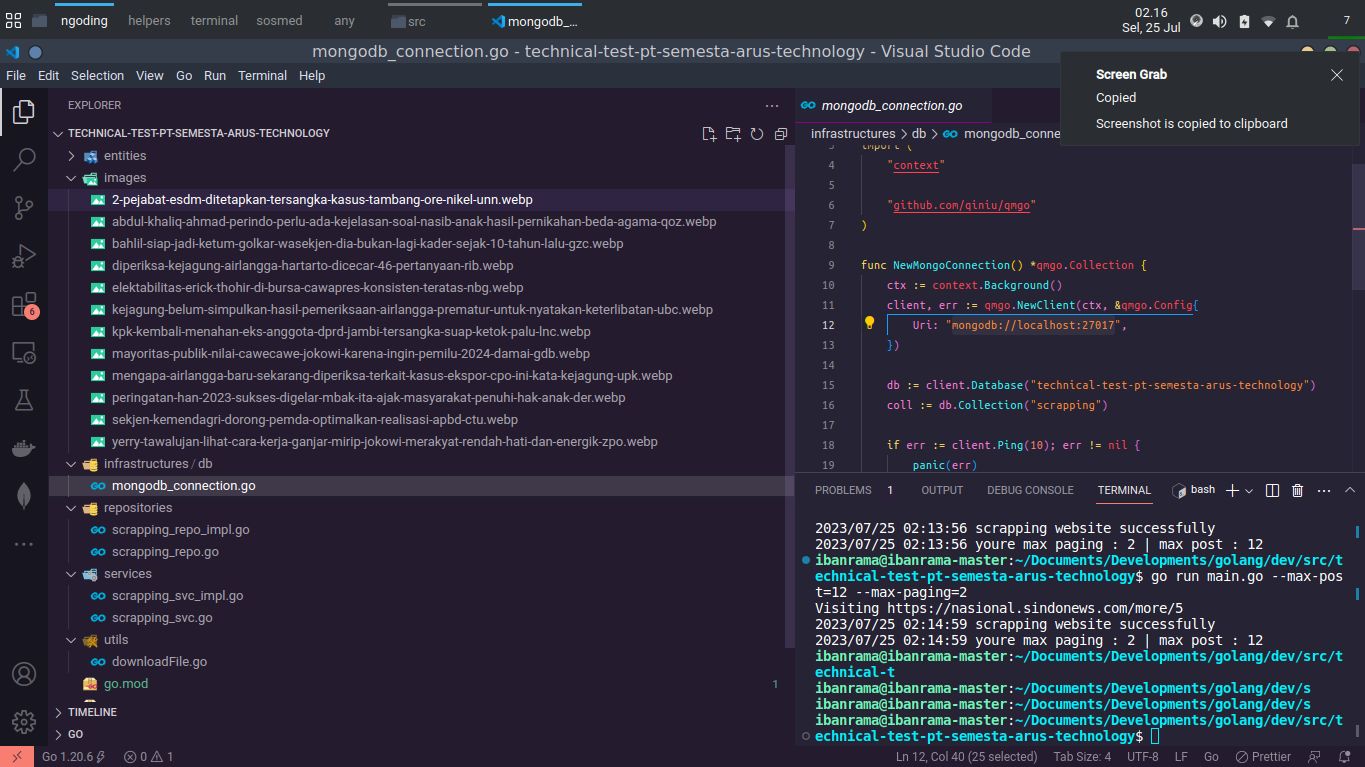 ngoding
helpers
terminal
sosmed
any
src
mongodb_...
02.16
Sel, 25 Jul
7
mongodb_connection.go - technical-test-pt-semesta-arus-technology - Visual Studio Code
File Edit Selection View Go Run Terminal Help
Screen Grab
Copied
Screenshot is copied to clipboard
EXPLORER
TECHNICAL-TEST-PT-SEMESTA-ARUS-TECHNOLOGY
entities
images
2-pejabat-esdm-ditetapkan-tersangka-kasus-tambang-ore-nikel-unn.webp
abdul-khaliq-ahmad-perindo-perlu-ada-kejelasan-soal-nasib-anak-hasil-pernikahan-beda-agama-qoz.webp
bahlil-siap-jadi-ketum-golkar-wasekjen-dia-bukan-lagi-kader-sejak-10-tahun-lalu-gzc.webp
diperiksa-kejagung-airlangga-hartarto-dicecar-46-pertanyaan-rib.webp
elektabilitas-erick-thohir-di-bursa-cawapres-konsisten-teratas-nbg.webp
kejagung-belum-simpulkan-hasil-pemeriksaan-airlangga-prematur-untuk-nyatakan-keterlibatan-ubc.webp
kpk-kembali-menahan-eks-anggota-dprd-jambi-tersangka-suap-ketok-palu-lnc.webp
mayoritas-publik-nilai-cawecawe-jokowi-karena-ingin-pemilu-2024-damai-gdb.webp
mengapa-airlangga-baru-sekarang-diperiksa-terkait-kasus-ekspor-cpo-ini-kata-kejagung-upk.webp
peringatan-han-2023-sukses-digelar-mbak-ita-ajak-masyarakat-penuhi-hak-anak-der.webp
sekjen-kemendagri-dorong-pemda-optimalkan-realisasi-apbd-ctu.webp
yerry-tawalujan-lihat-cara-kerja-ganjar-mirip-jokowi-merakyat-rendah-hati-dan-energik-zpo.webp
infrastructures / db
mongodb_connection.go
repositories
scrapping_repo_impl.go
scrapping_repo.go
services
scrapping_svc_impl.go
scrapping_svc.go
utils
downloadFile.go
go.mod 1
TIMELINE
GO
6
mongodb_connection.go
infrastructures > db > mongodb_conne
3 import (
4 "context"
5
6 "github.com/qiniu/qmgo"
7 )
8
9 func NewMongoConnection() *qmgo.Collection {
10 ctx := context.Background()
11 client, err := qmgo.NewClient(ctx, &qmgo.Config{
12 Uri: "mongodb://localhost:27017",
13 })
14
15 db := client.Database("technical-test-pt-semesta-arus-technology")
16 coll := db.Collection("scrapping")
17
18 if err := client.Ping(10); err != nil {
19 panic(err)
PROBLEMS 1 OUTPUT DEBUG CONSOLE TERMINAL bash
2023/07/25 02:13:56 scrapping website successfully
2023/07/25 02:13:56 youre max paging : 2 | max post : 12
ibanrama@ibanrama-master:~/Documents/Developments/golang/dev/src/t
echnical-test-pt-semesta-arus-technology$ go run main.go --max-pos
t=12 --max-paging=2
Visiting https://nasional.sindonews.com/more/5
2023/07/25 02:14:59 scrapping website successfully
2023/07/25 02:14:59 youre max paging : 2 | max post : 12
ibanrama@ibanrama-master:~/Documents/Developments/golang/dev/src/t
echnical-t
ibanrama@ibanrama-master:~/Documents/Developments/golang/dev/s
ibanrama@ibanrama-master:~/Documents/Developments/golang/dev/s
ibanrama@ibanrama-master:~/Documents/Developments/golang/dev/src/t
echnical-test-pt-semesta-arus-technology$
Go 1.20.6 0 1
Ln 12, Col 40 (25 selected) Tab Size: 4 UTF-8 LF Go Prettier